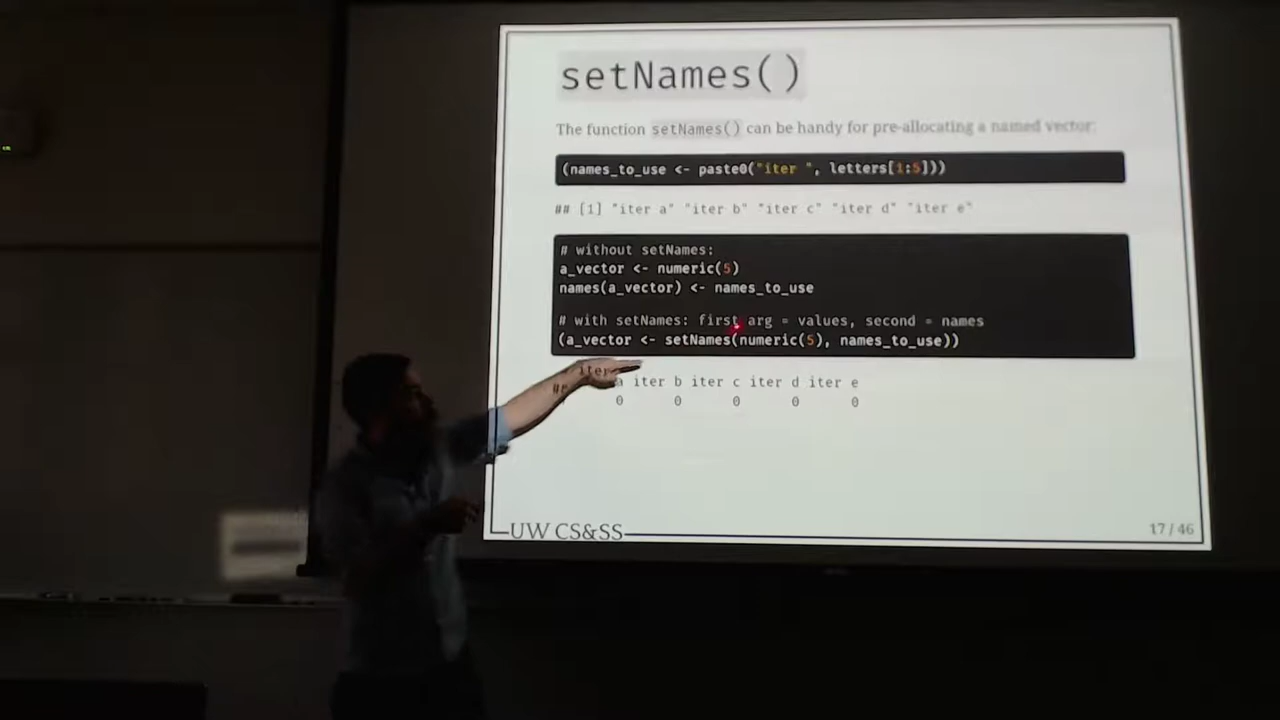 setNames()
The function setNames() can be handy for pre-allocating a named vector:
(names_to_use <- paste0("iter ", letters[1:5]))
## [1] "iter a" "iter b" "iter c" "iter d" "iter e"
# without setNames:
a_vector <- numeric(5)
names(a_vector) <- names_to_use
# with setNames: first arg = values, second = names
(a_vector <- setNames(numeric(5), names_to_use))
## iter a iter b iter c iter d iter e
0 0 0 0 0
UW CS&SS
17 / 46